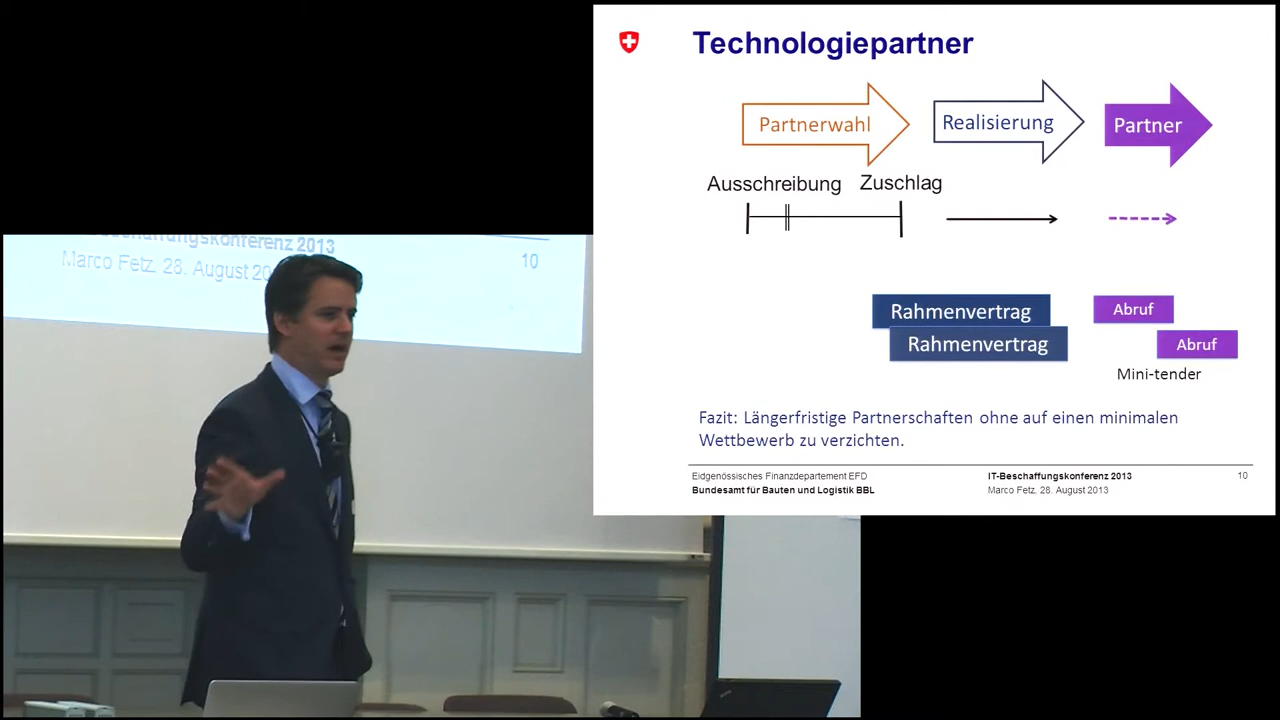 Technologiepartner
Partnerwahl
Realisierung
Partner
Ausschreibung
Zuschlag
Rahmenvertrag
Rahmenvertrag
Abruf
Abruf
Mini-tender
Fazit: Längerfristige Partnerschaften ohne auf einen minimalen
Wettbewerb zu verzichten.
Eidgenössisches Finanzdepartement EFD
Bundesamt für Bauten und Logistik BBL
IT-Beschaffungskonferenz 2013
Marco Fetz, 28. August 2013
10
Beschaffungskonferenz 2013
Marco Fetz, 28. August 20
10